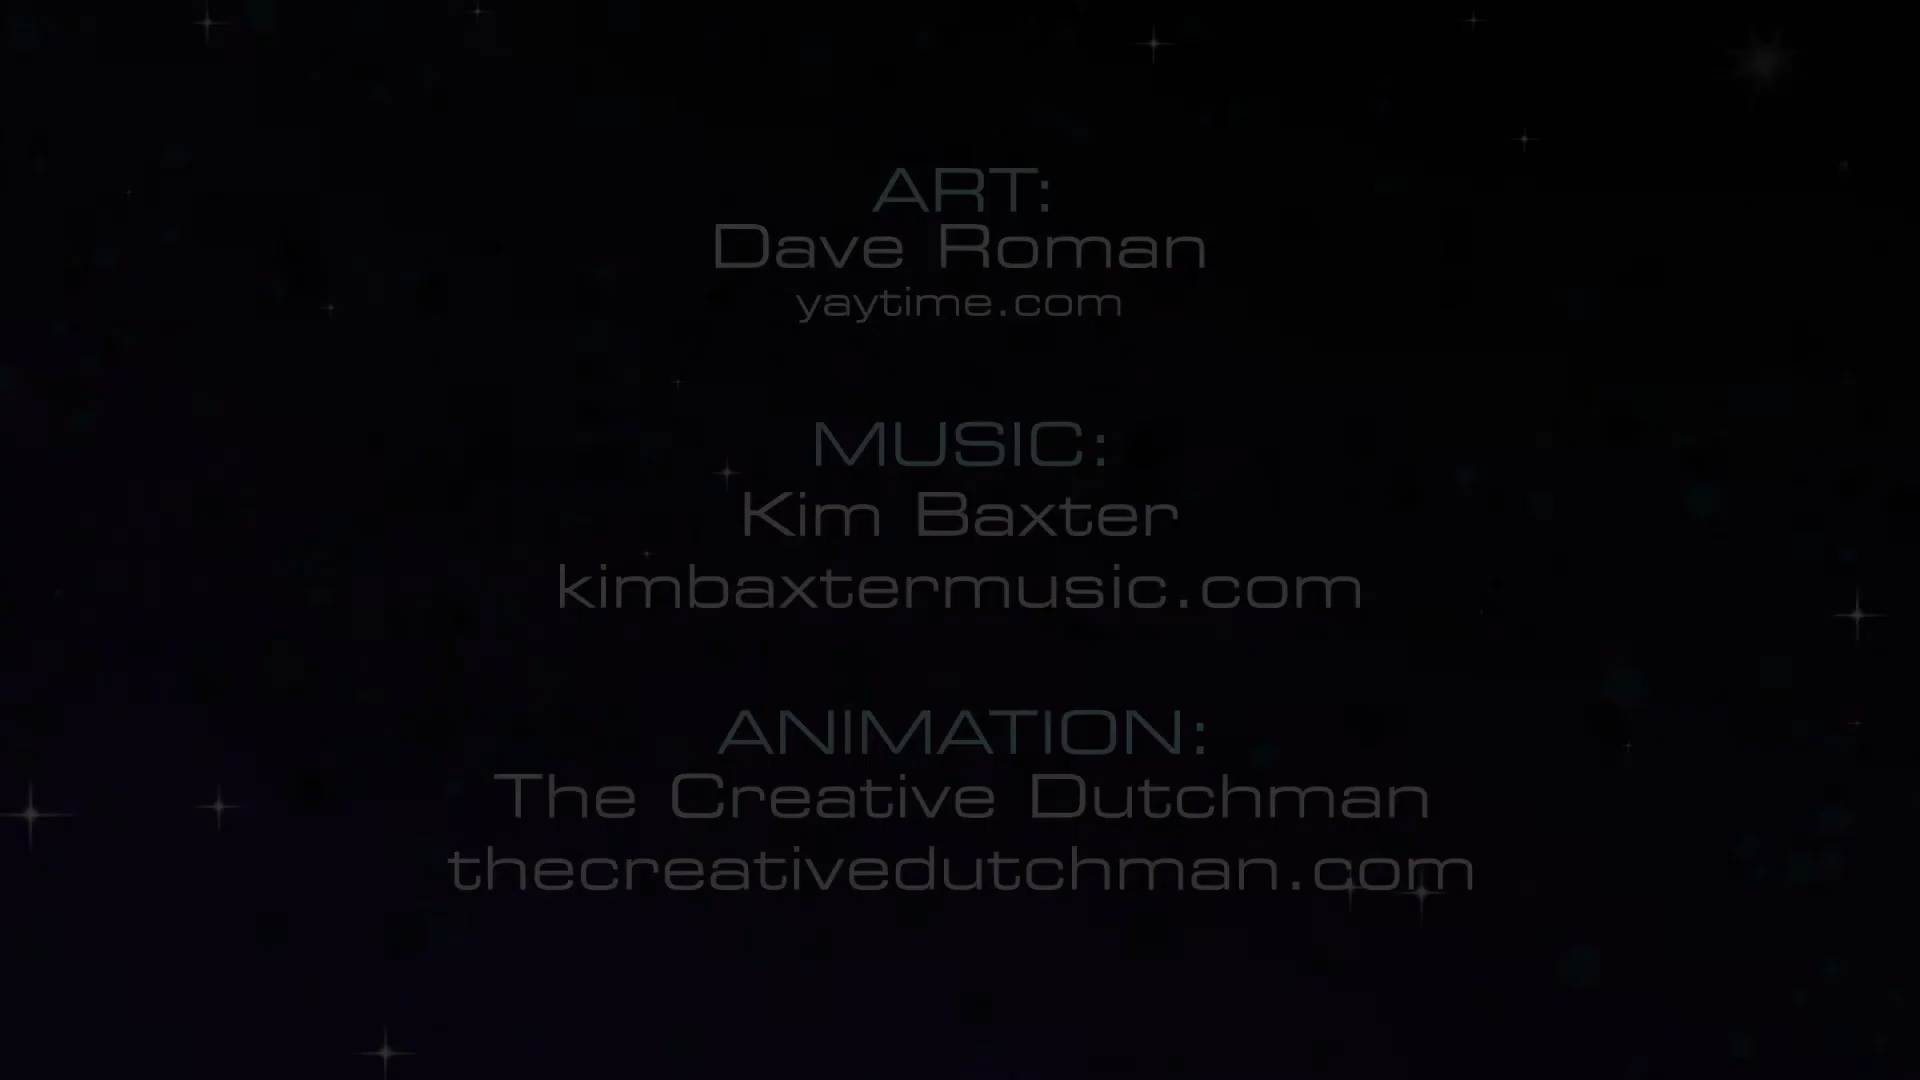 ART:
Dave Roman
yaytime.com
MUSIC:
Kim Baxter
kimbaxtermusic.com
ANIMATION:
The Creative Dutchman
thecreativedutchman.com